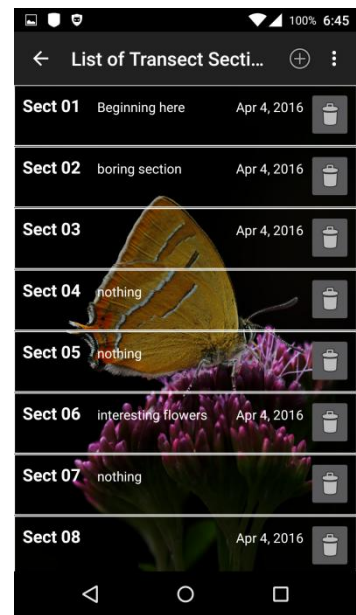 100% 6:45
List of Transect Secti...
Sect 01 Beginning here Apr 4, 2016
Sect 02 boring section Apr 4, 2016
Sect 03 Apr 4, 2016
Sect 04 nothing
Sect 05 nothing
Sect 06 interesting flowers Apr 4, 2016
Sect 07 nothing
Sect 08 Apr 4, 2016